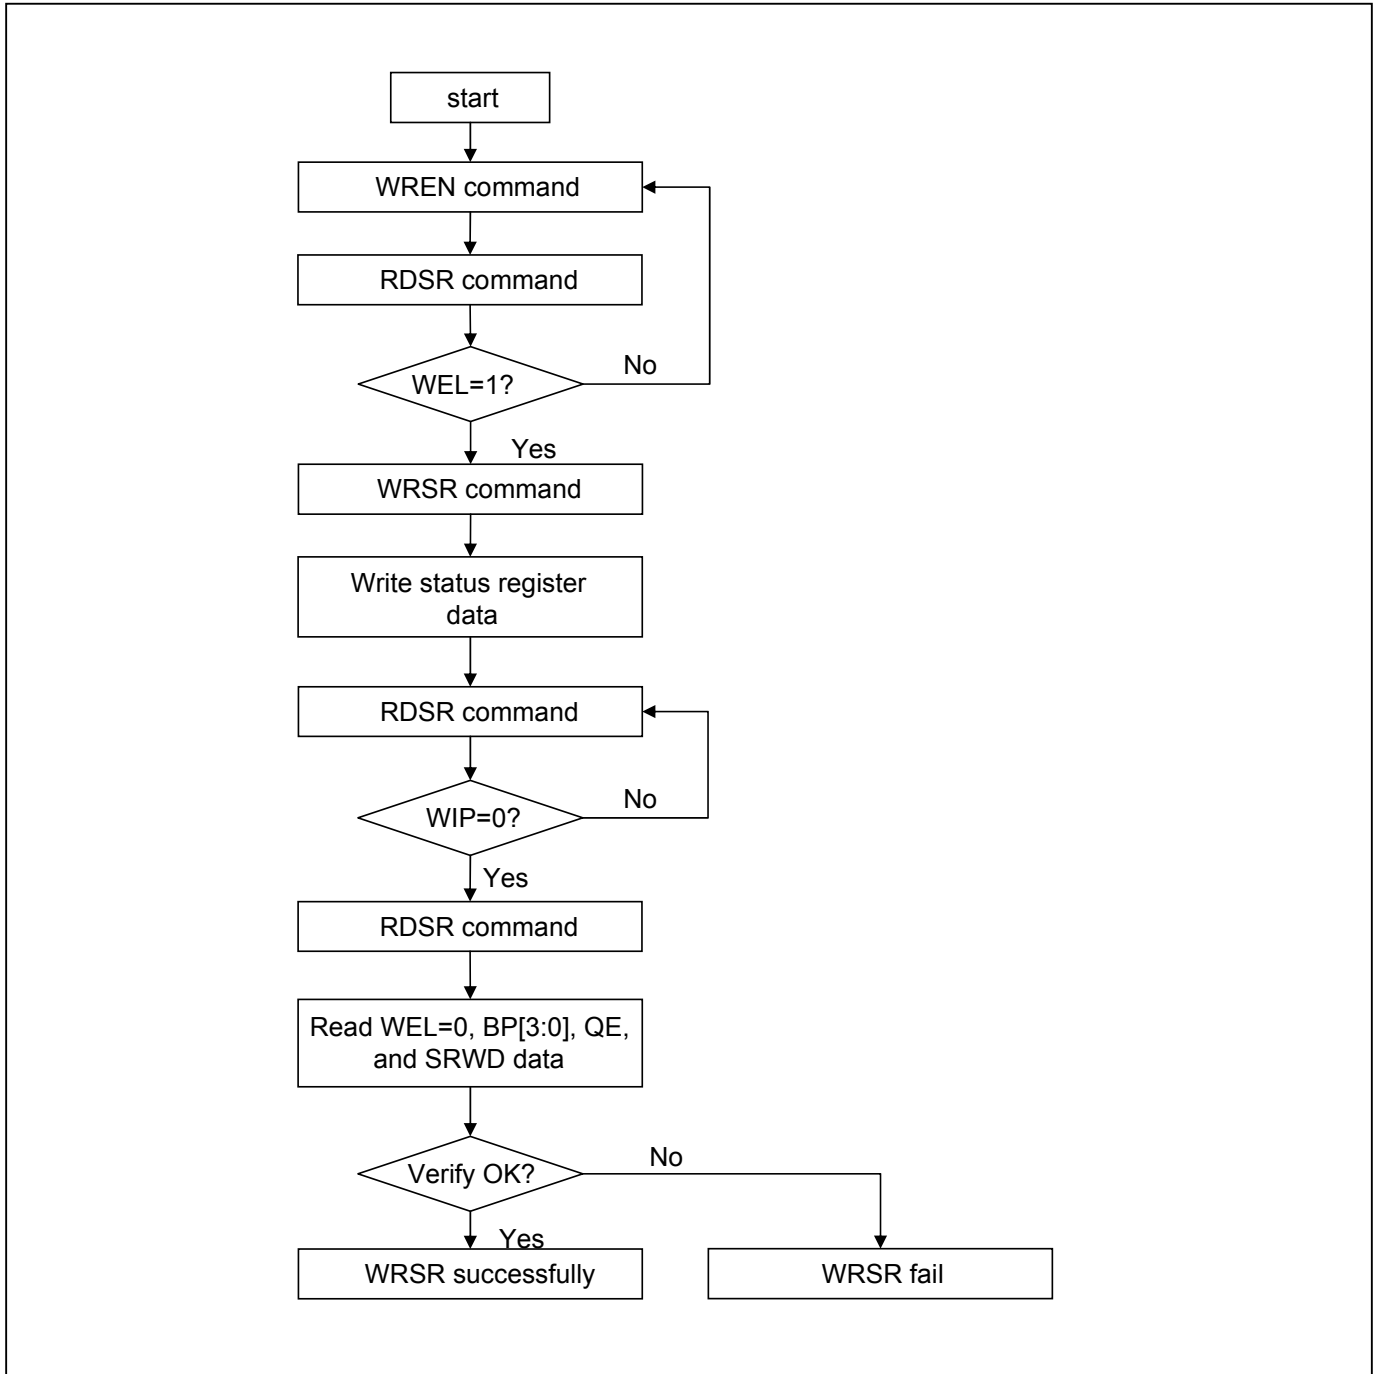 start
WREN command
RDSR command
No
WEL=1?
Yes
WRSR command
Write status register
data
RDSR command
No
WIP=0?
Yes
RDSR command
Read WEL=0, BP[3:0], QE,
and SRWD data
No
Verify OK?
Yes
WRSR successfully
WRSR fail